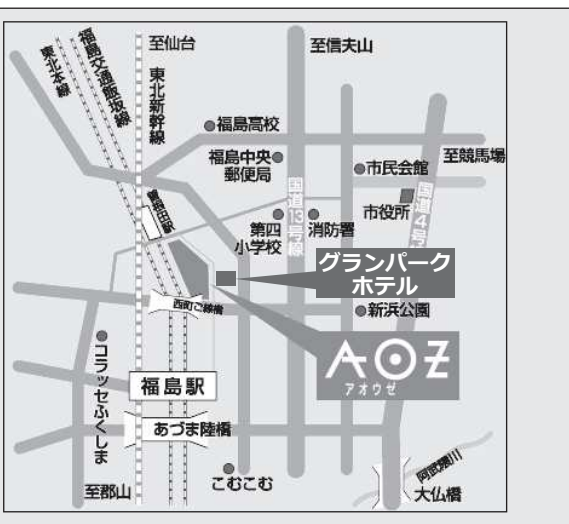 至仙台
至信夫山
東北本線
福島交通飯坂線
東北新幹線
福島高校
福島中央
郵便局
市民会館
至競馬場
国道13号線
国道4号線
曽根田駅
市役所
第四
小学校
消防署
グランパーク
ホテル
西町こ線橋
新浜公園
AOZ
アオウゼ
コラッセふくしま
福島駅
あづま陸橋
阿武隈川
至郡山
こむこむ
大仏橋